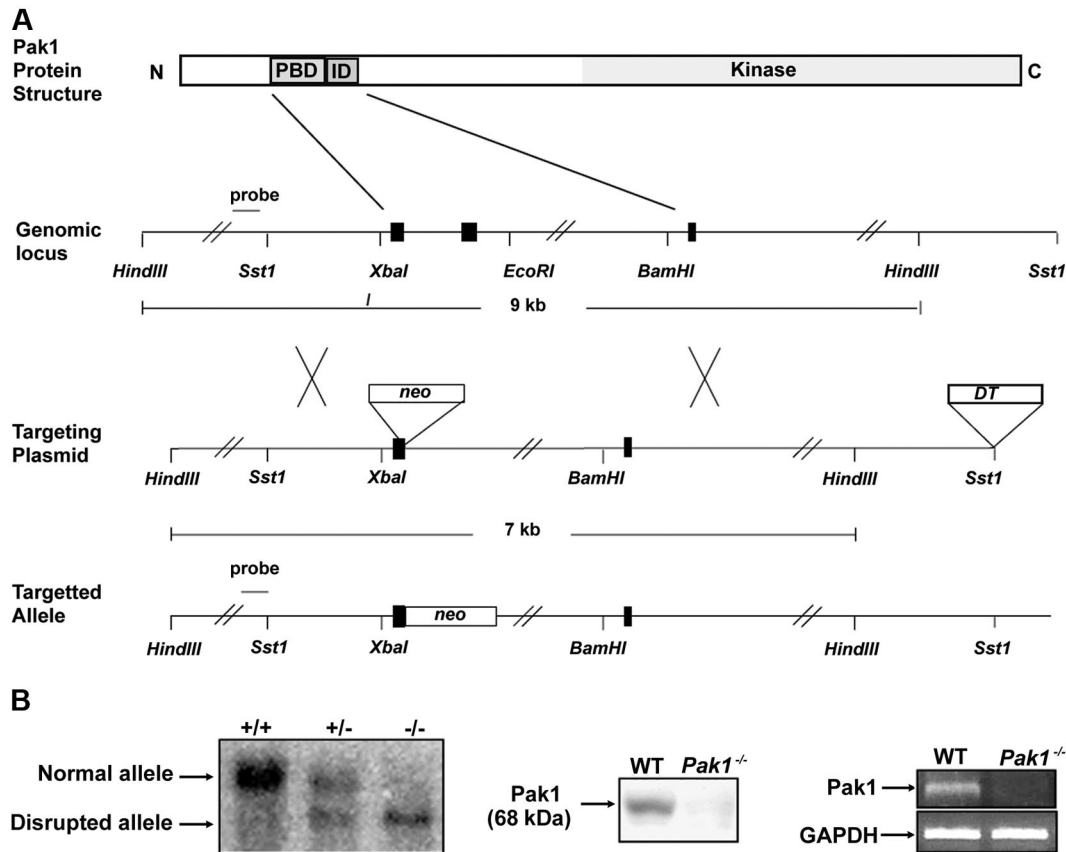 A
Pak1
Protein
Structure
N
PBD
ID
Kinase
C
probe
Genomic
locus
HindIII
Sst1
XbaI
EcoRI
BamHI
HindIII
Sst1
I
9 kb
neo
DT
Targeting
Plasmid
HindIII
Sst1
XbaI
BamHI
HindIII
Sst1
7 kb
probe
Targetted
Allele
neo
HindIII
Sst1
XbaI
BamHI
HindIII
Sst1
B
+/+ +/- -/-
Normal allele
Disrupted allele
WT Pak1-/-
Pak1
(68 kDa)
WT Pak1-/-
Pak1
GAPDH